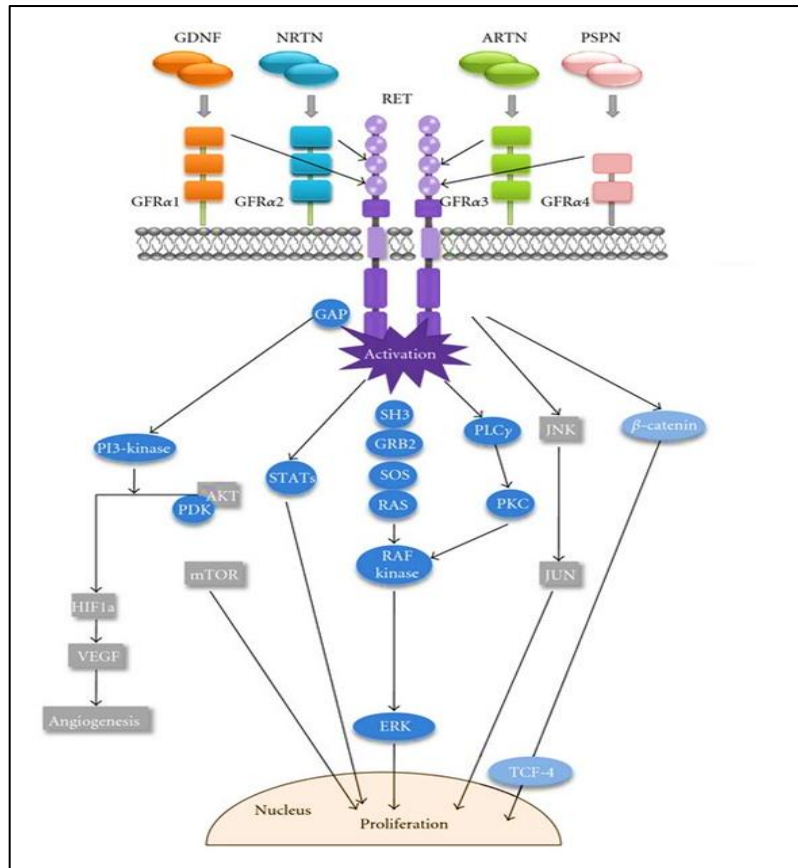 GDNF
NRTN
ARTN
PSPN
RET
GFRα1
GFRα2
GFRα3
GFRα4
GAP
Activation
SH3
PLCγ
JNK
β-catenin
PI3-kinase
GRB2
STATs
SOS
AKT
PDK
RAS
PKC
RAF
kinase
mTOR
JUN
HIF1a
VEGF
Angiogenesis
ERK
TCF-4
Nucleus
Proliferation